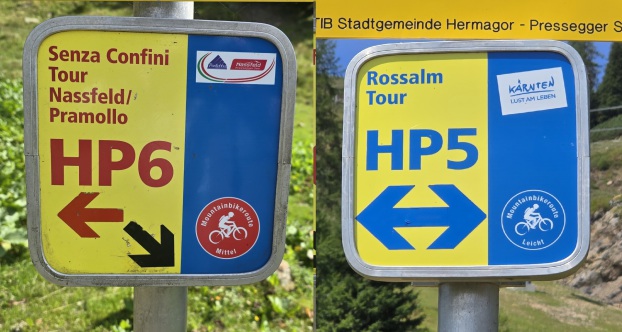 Senza Confini
Tour
Nassfeld/
Pramollo
HP6
Mountainbikeroute
Mittel
TIB Stadtgemeinde Hermagor - Pressegger S
Rossalm
Tour
KÄRNTEN
LUST AM LEBEN
HP5
Mountainbikeroute
Leicht